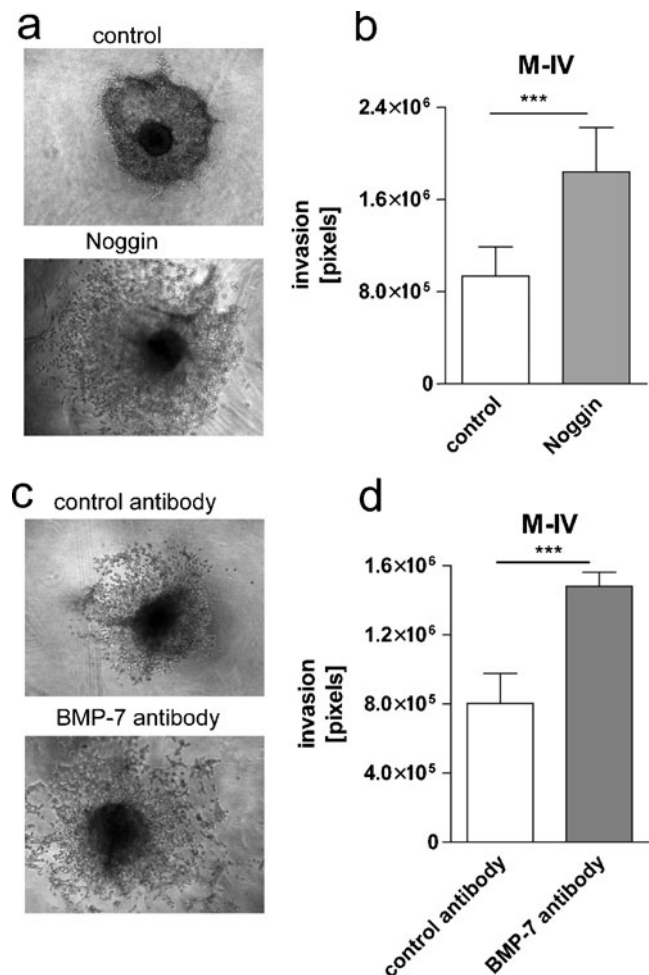 a
control
Noggin
b
M-IV
***
2.4×10⁶
1.6×10⁶
8.0×10⁵
0
invasion
[pixels]
control
Noggin
c
control antibody
BMP-7 antibody
d
M-IV
***
1.6×10⁶
1.2×10⁶
8.0×10⁵
4.0×10⁵
0
invasion
[pixels]
control antibody
BMP-7 antibody